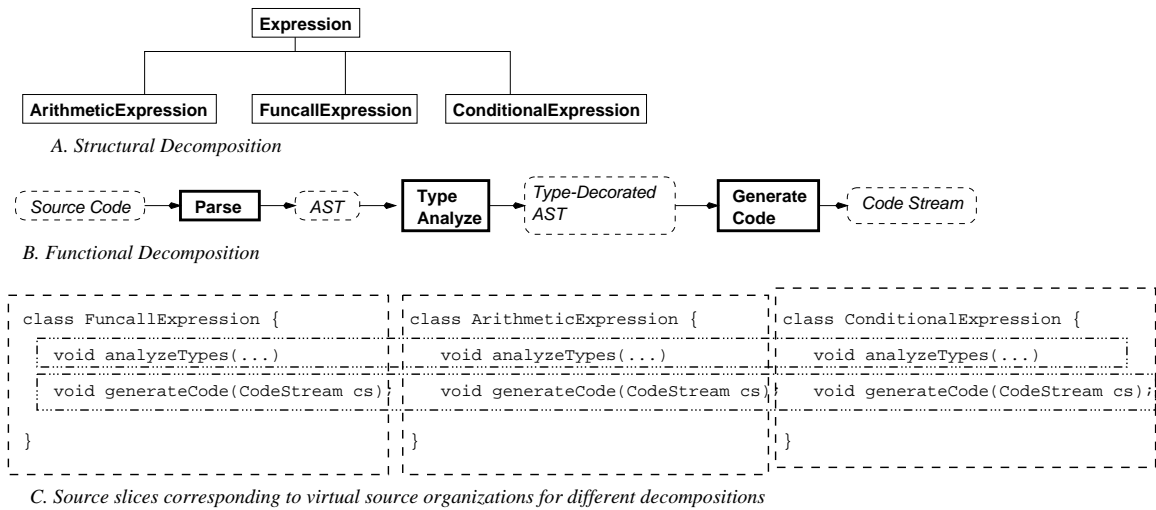 Expression
ArithmeticExpression FuncallExpression ConditionalExpression
A. Structural Decomposition
Source Code Parse AST Type Analyze Type-Decorated AST Generate Code Code Stream
B. Functional Decomposition
class FuncallExpression { class ArithmeticExpression { class ConditionalExpression {
void analyzeTypes(...) void analyzeTypes(...) void analyzeTypes(...)
void generateCode(CodeStream cs); void generateCode(CodeStream cs); void generateCode(CodeStream cs);
} } }
C. Source slices corresponding to virtual source organizations for different decompositions